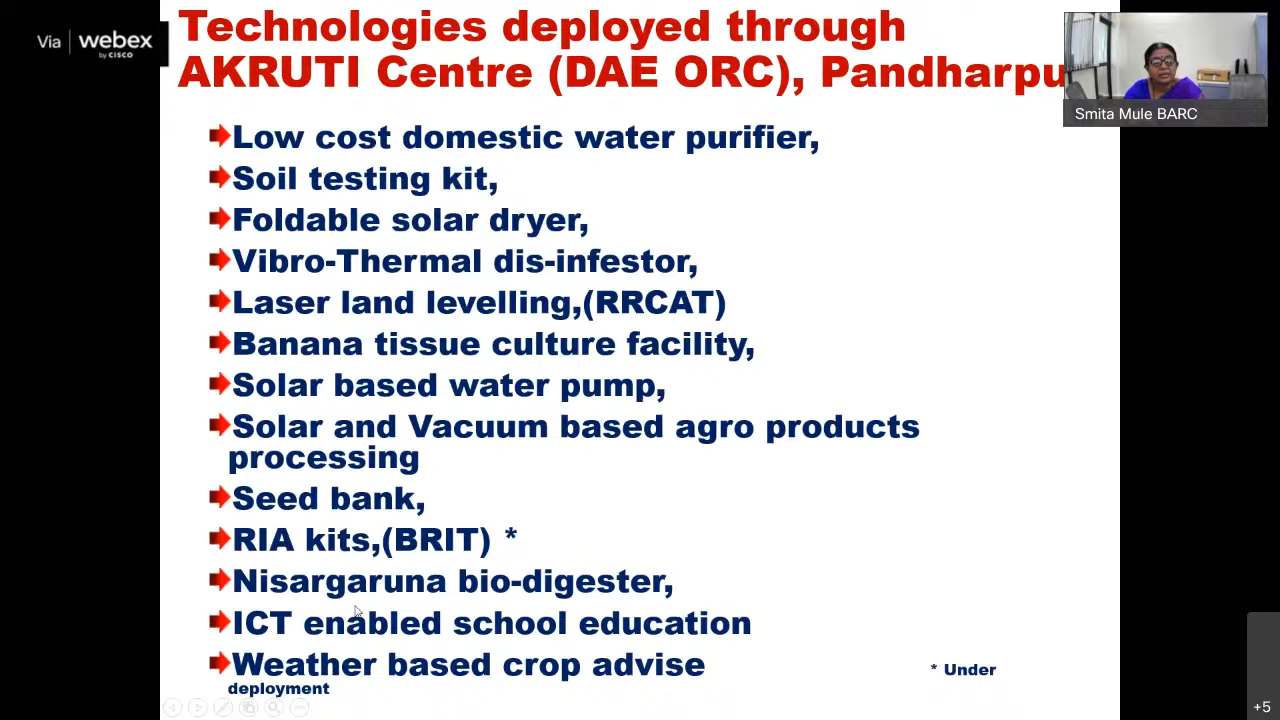 Via webex
by CISCO
Technologies deployed through
AKRUTI Centre (DAE ORC), Pandharpu
Smita Mule BARC
Low cost domestic water purifier,
Soil testing kit,
Foldable solar dryer,
Vibro-Thermal dis-infestor,
Laser land levelling,(RRCAT)
Banana tissue culture facility,
Solar based water pump,
Solar and Vacuum based agro products
processing
Seed bank,
RIA kits,(BRIT) *
Nisargaruna bio-digester,
ICT enabled school education
Weather based crop advise * Under
deployment
+5